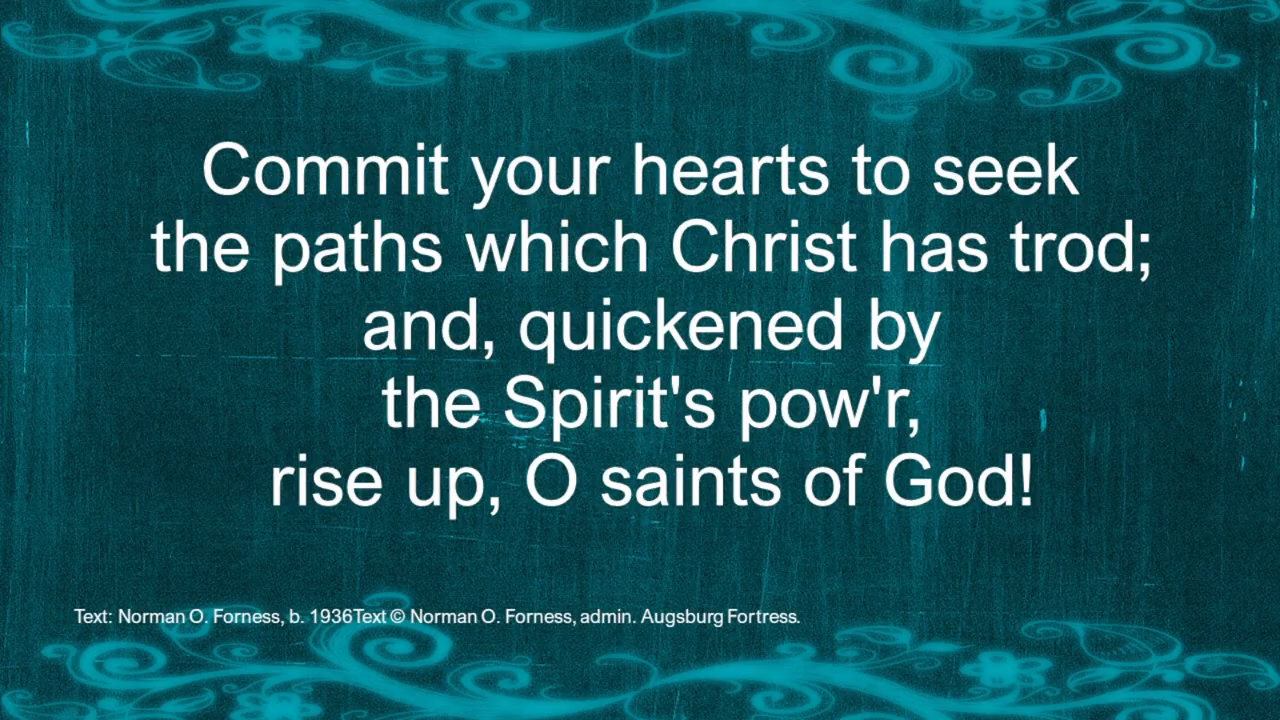 Commit your hearts to seek
the paths which Christ has trod;
and, quickened by
the Spirit's pow'r,
rise up, O saints of God!
Text: Norman O. Forness, b. 1936Text © Norman O. Forness, admin. Augsburg Fortress.